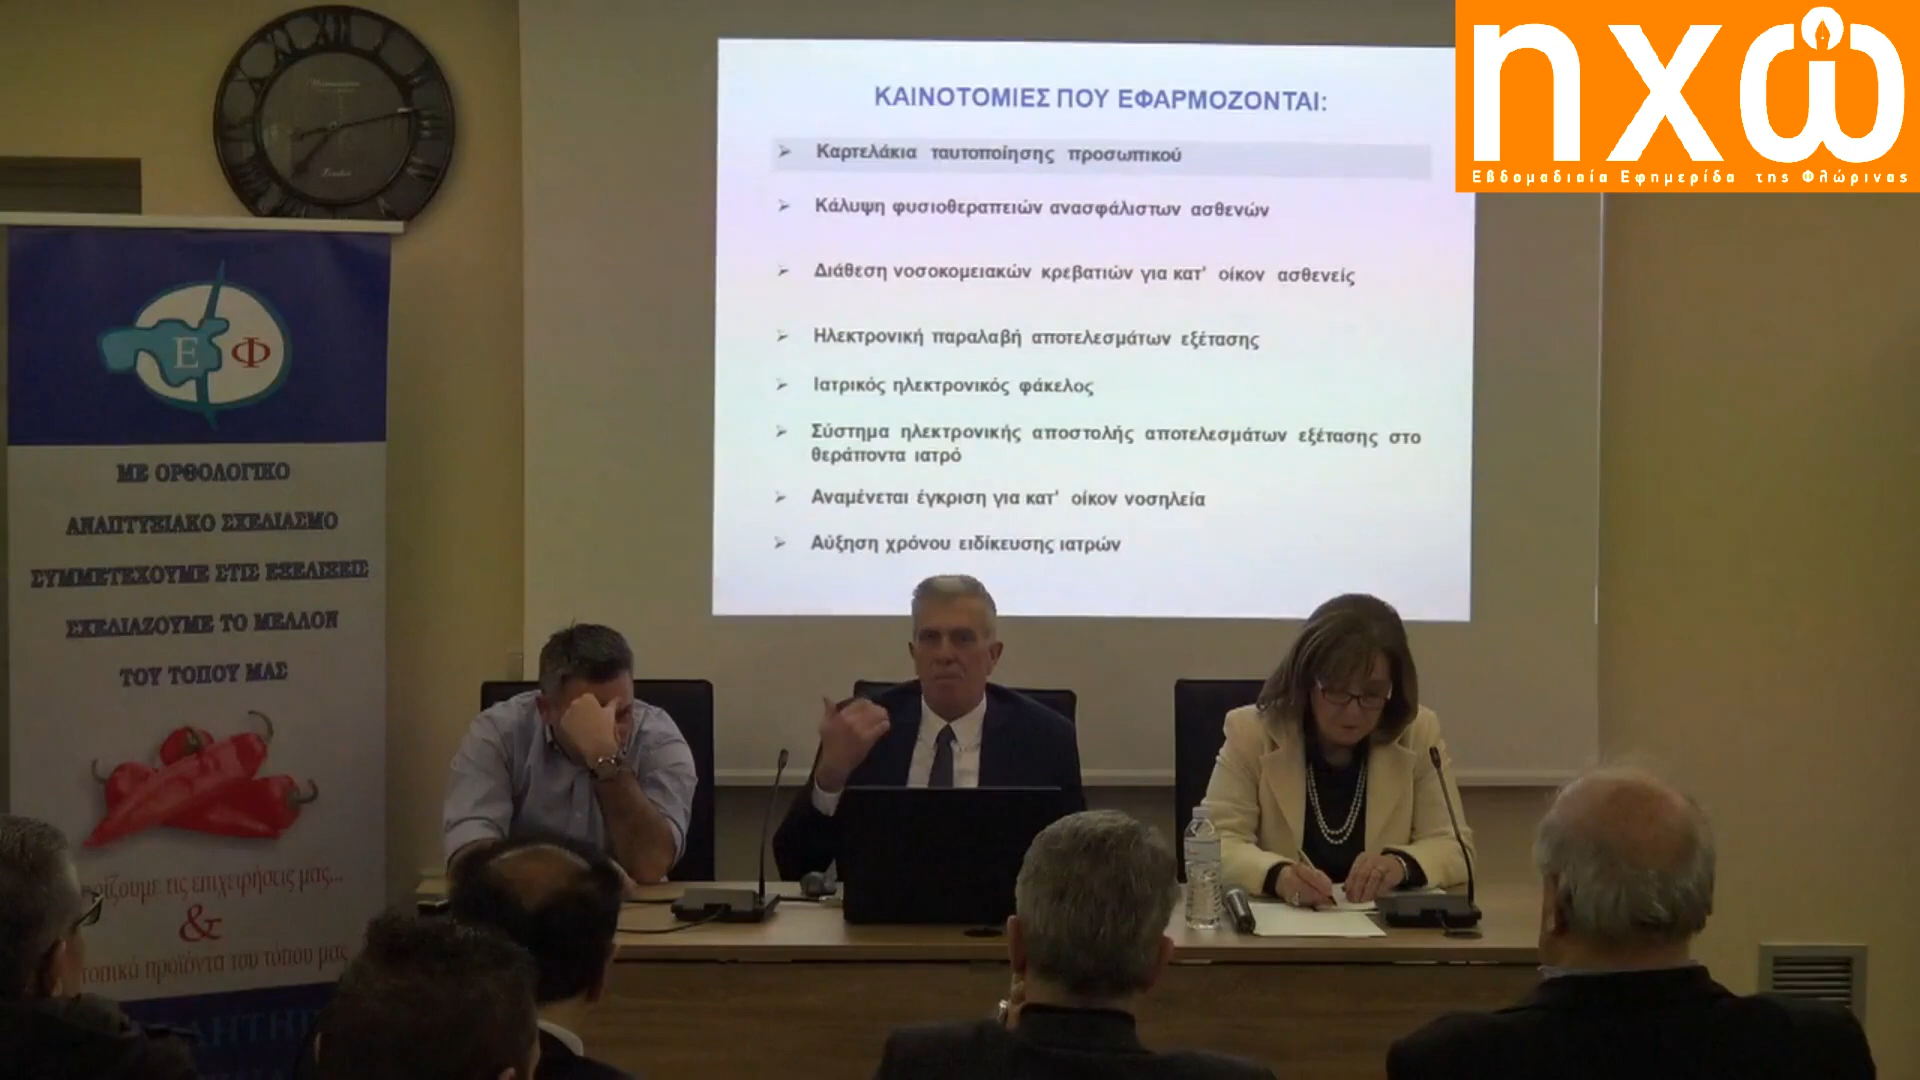 ηχώ
Εβδομαδιαία Εφημερίδα της Φλώρινας
ΚΑΙΝΟΤΟΜΙΕΣ ΠΟΥ ΕΦΑΡΜΟΖΟΝΤΑΙ:
➢ Καρτελάκια ταυτοποίησης προσωπικού
➢ Κάλυψη φυσιοθεραπειών ανασφάλιστων ασθενών
➢ Διάθεση νοσοκομειακών κρεβατιών για κατ' οίκον ασθενείς
➢ Ηλεκτρονική παραλαβή αποτελεσμάτων εξέτασης
➢ Ιατρικός ηλεκτρονικός φάκελος
➢ Σύστημα ηλεκτρονικής αποστολής αποτελεσμάτων εξέτασης στο
θεράποντα ιατρό
➢ Αναμένεται έγκριση για κατ' οίκον νοσηλεία
➢ Αύξηση χρόνου ειδίκευσης ιατρών
Ε Φ
ΜΕ ΟΡΘΟΛΟΓΙΚΟ
ΑΝΑΠΤΥΞΙΑΚΟ ΣΧΕΔΙΑΣΜΟ
ΣΥΜΜΕΤΕΧΟΥΜΕ ΣΤΙΣ ΕΞΕΛΙΞΕΙΣ
ΣΧΕΔΙΑΖΟΥΜΕ ΤΟ ΜΕΛΛΟΝ
ΤΟΥ ΤΟΠΟΥ ΜΑΣ
τις επιχειρήσεις μας...
&
τοπικά προϊόντα του τόπου μας